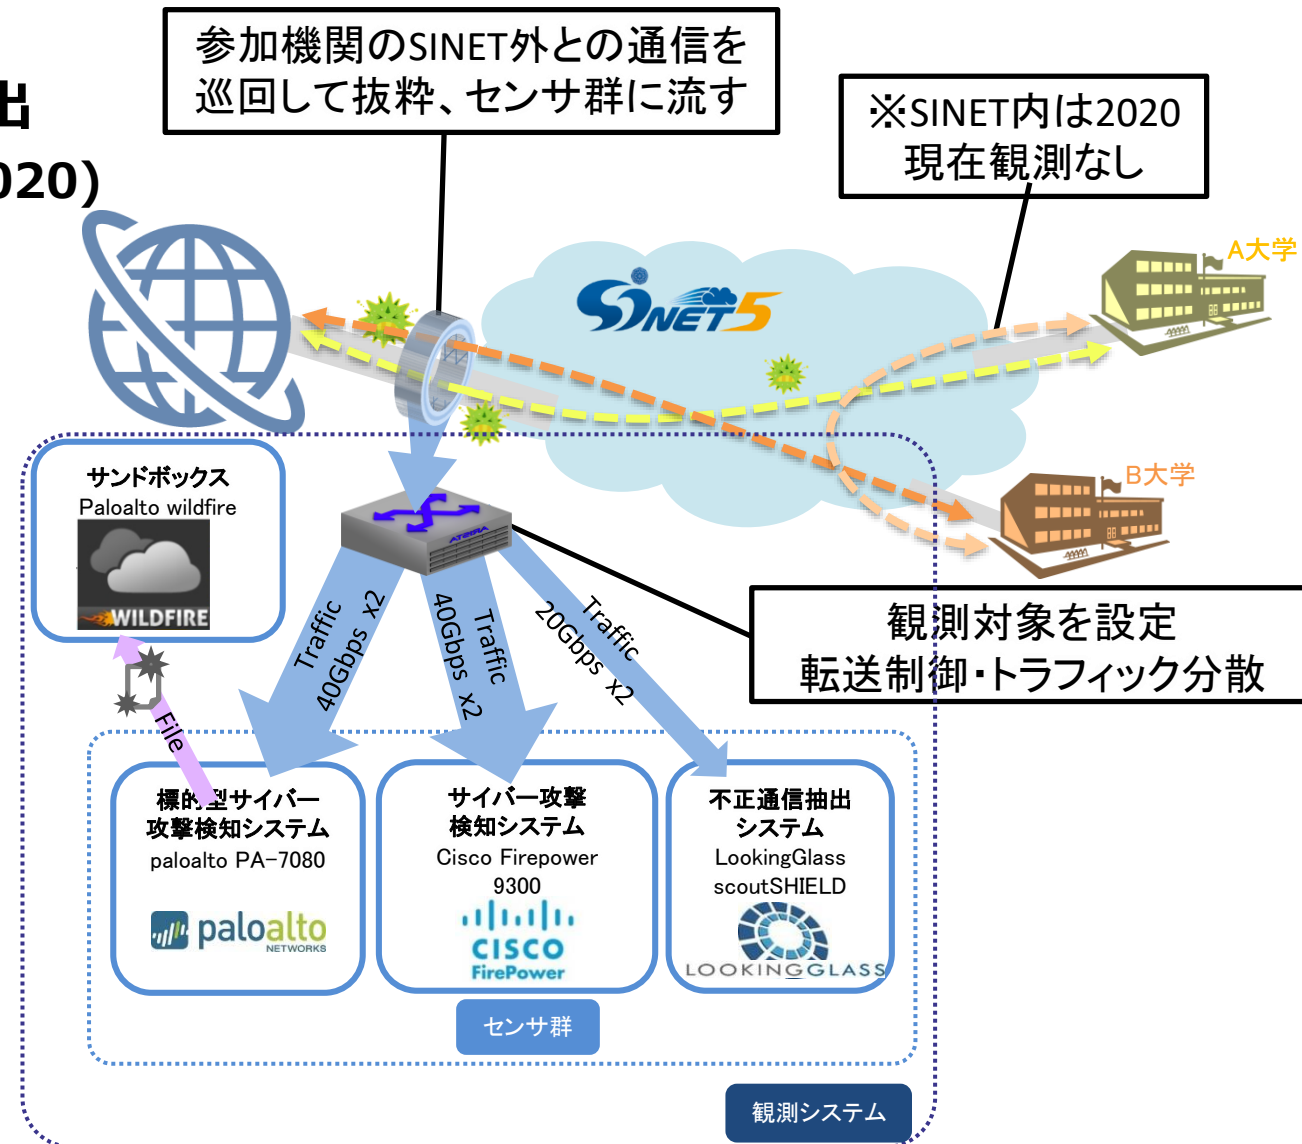 参加機関のSINET外との通信を
巡回して抜粋、センサ群に流す
出
020)
※SINET内は2020
現在観測なし
SINET5
A大学
B大学
サンドボックス
Paloalto wildfire
WILDFIRE
File
Traffic
40Gbps x2
Traffic
40Gbps x2
Traffic
20Gbps x2
観測対象を設定
転送制御・トラフィック分散
標的型サイバー
攻撃検知システム
paloalto PA-7080
paloalto
NETWORKS
サイバー攻撃
検知システム
Cisco Firepower
9300
CISCO
FirePower
不正通信抽出
システム
LookingGlass
scoutSHIELD
LOOKINGGLASS
センサ群
観測システム